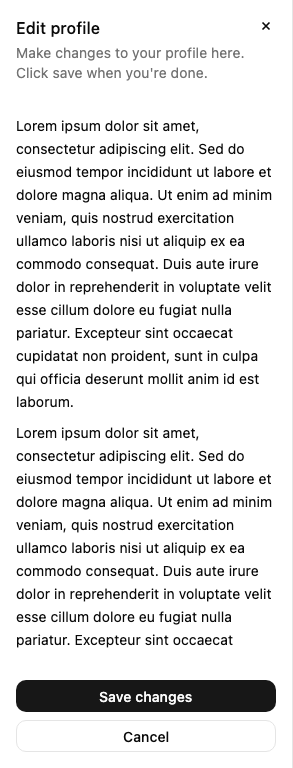 Edit profile
Make changes to your profile here.
Click save when you're done.
Lorem ipsum dolor sit amet,
consectetur adipiscing elit. Sed do
eiusmod tempor incididunt ut labore et
dolore magna aliqua. Ut enim ad minim
veniam, quis nostrud exercitation
ullamco laboris nisi ut aliquip ex ea
commodo consequat. Duis aute irure
dolor in reprehenderit in voluptate velit
esse cillum dolore eu fugiat nulla
pariatur. Excepteur sint occaecat
cupidatat non proident, sunt in culpa
qui officia deserunt mollit anim id est
laborum.
Lorem ipsum dolor sit amet,
consectetur adipiscing elit. Sed do
eiusmod tempor incididunt ut labore et
dolore magna aliqua. Ut enim ad minim
veniam, quis nostrud exercitation
ullamco laboris nisi ut aliquip ex ea
commodo consequat. Duis aute irure
dolor in reprehenderit in voluptate velit
esse cillum dolore eu fugiat nulla
pariatur. Excepteur sint occaecat
Save changes
Cancel